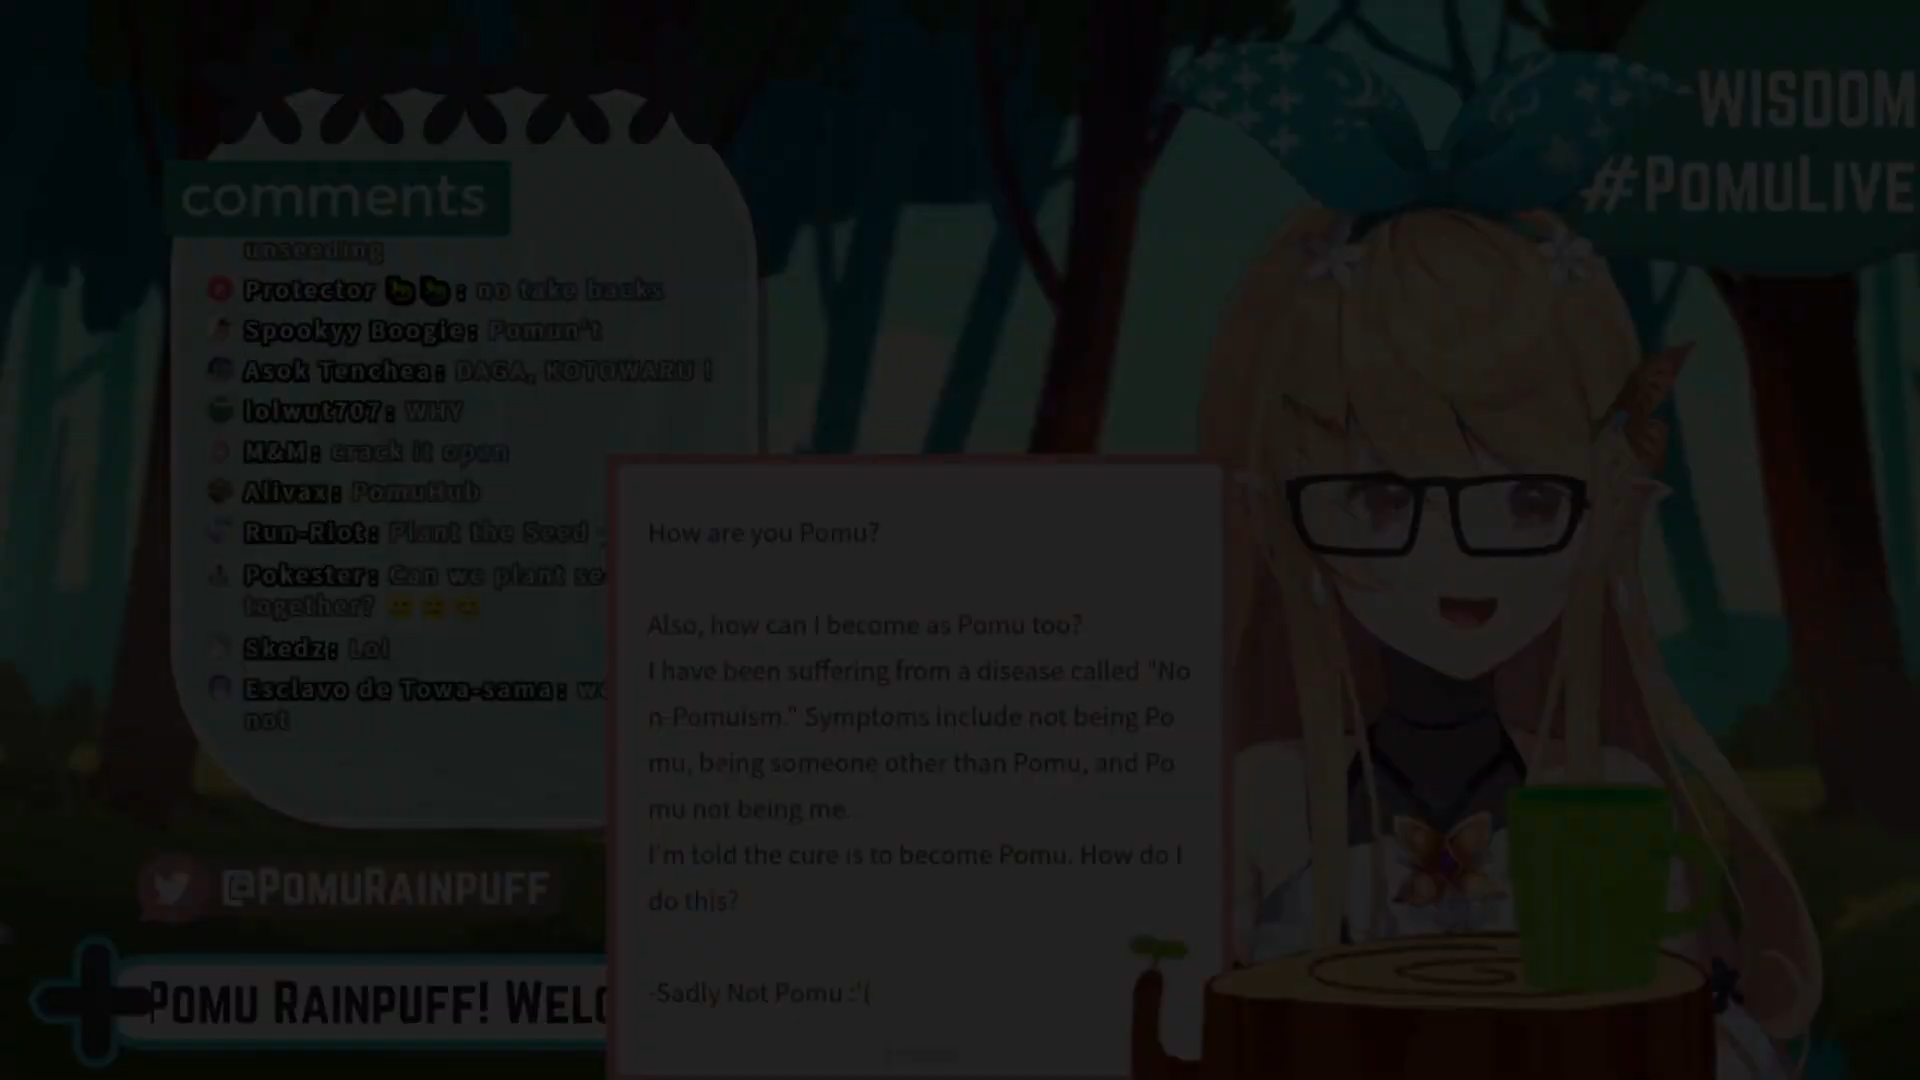 -WISDOM
#POMULIVE
comments
unseeding
Protector : no take backs
Spookyy Boogie: Pomun't
Asok Tenchea: DAGA, KOTOWARU !
lolwut707: WHY
M&M: crack it open
Alivax: PomuHub
Run-Riot: Plant the Seed
Pokester: Can we plant se
together?
Skedz: Lol
Esclavo de Towa-sama: we
not
How are you Pomu?
Also, how can I become as Pomu too?
I have been suffering from a disease called "No
n-Pomuism." Symptoms include not being Po
mu, being someone other than Pomu, and Po
mu not being me.
I'm told the cure is to become Pomu. How do I
do this?
-Sadly Not Pomu :'(
@POMURAINPUFF
POMU RAINPUFF! WELC